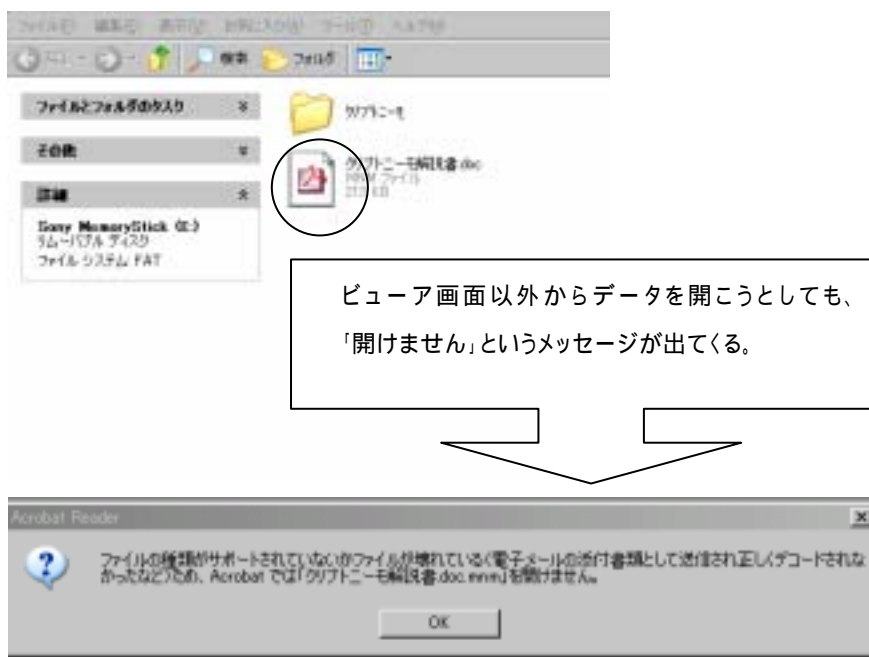 ファイル(F) 編集(E) 表示(V) お気に入り(A) ツール(T) ヘルプ(H)
検索 フォルダ
ファイルとフォルダのタスク
クリプトニーモ
その他
クリプトニーモ解説書.doc
ファイル
詳細
Sony MemoryStick (E:)
リムーバブル ディスク
ファイル システム: FAT
ビューア画面以外からデータを開こうとしても、
「開けません」というメッセージが出てくる。
Acrobat Reader
ファイルの種類がサポートされていないかファイルが壊れている(電子メールの添付書類として送信され正しくデコードされな
かったなど)ため、Acrobat では「クリプトニーモ解説書.doc.mnm」を開けません。
OK